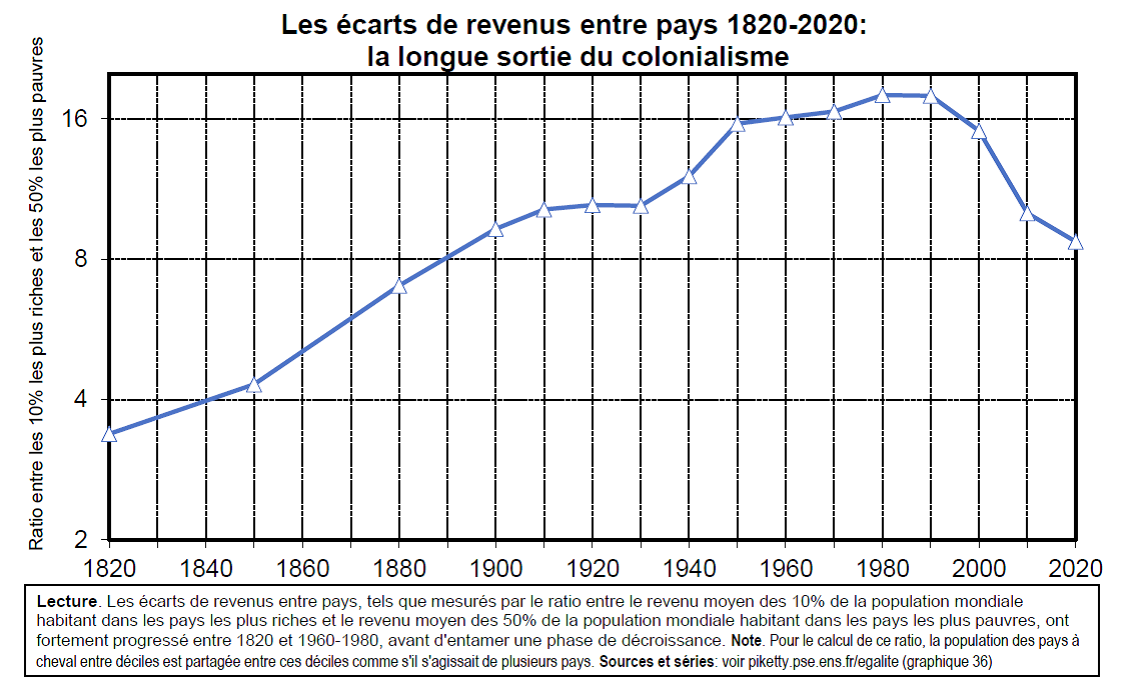 Les écarts de revenus entre pays 1820-2020:
la longue sortie du colonialisme
Ratio entre les 10% les plus riches et les 50% les plus pauvres
16
8
4
2
1820 1840 1860 1880 1900 1920 1940 1960 1980 2000 2020
Lecture. Les écarts de revenus entre pays, tels que mesurés par le ratio entre le revenu moyen des 10% de la population mondiale
habitant dans les pays les plus riches et le revenu moyen des 50% de la population mondiale habitant dans les pays les plus pauvres, ont
fortement progressé entre 1820 et 1960-1980, avant d'entamer une phase de décroissance. Note. Pour le calcul de ce ratio, la population des pays à
cheval entre déciles est partagée entre ces déciles comme s'il s'agissait de plusieurs pays. Sources et séries: voir piketty.pse.ens.fr/egalite (graphique 36)